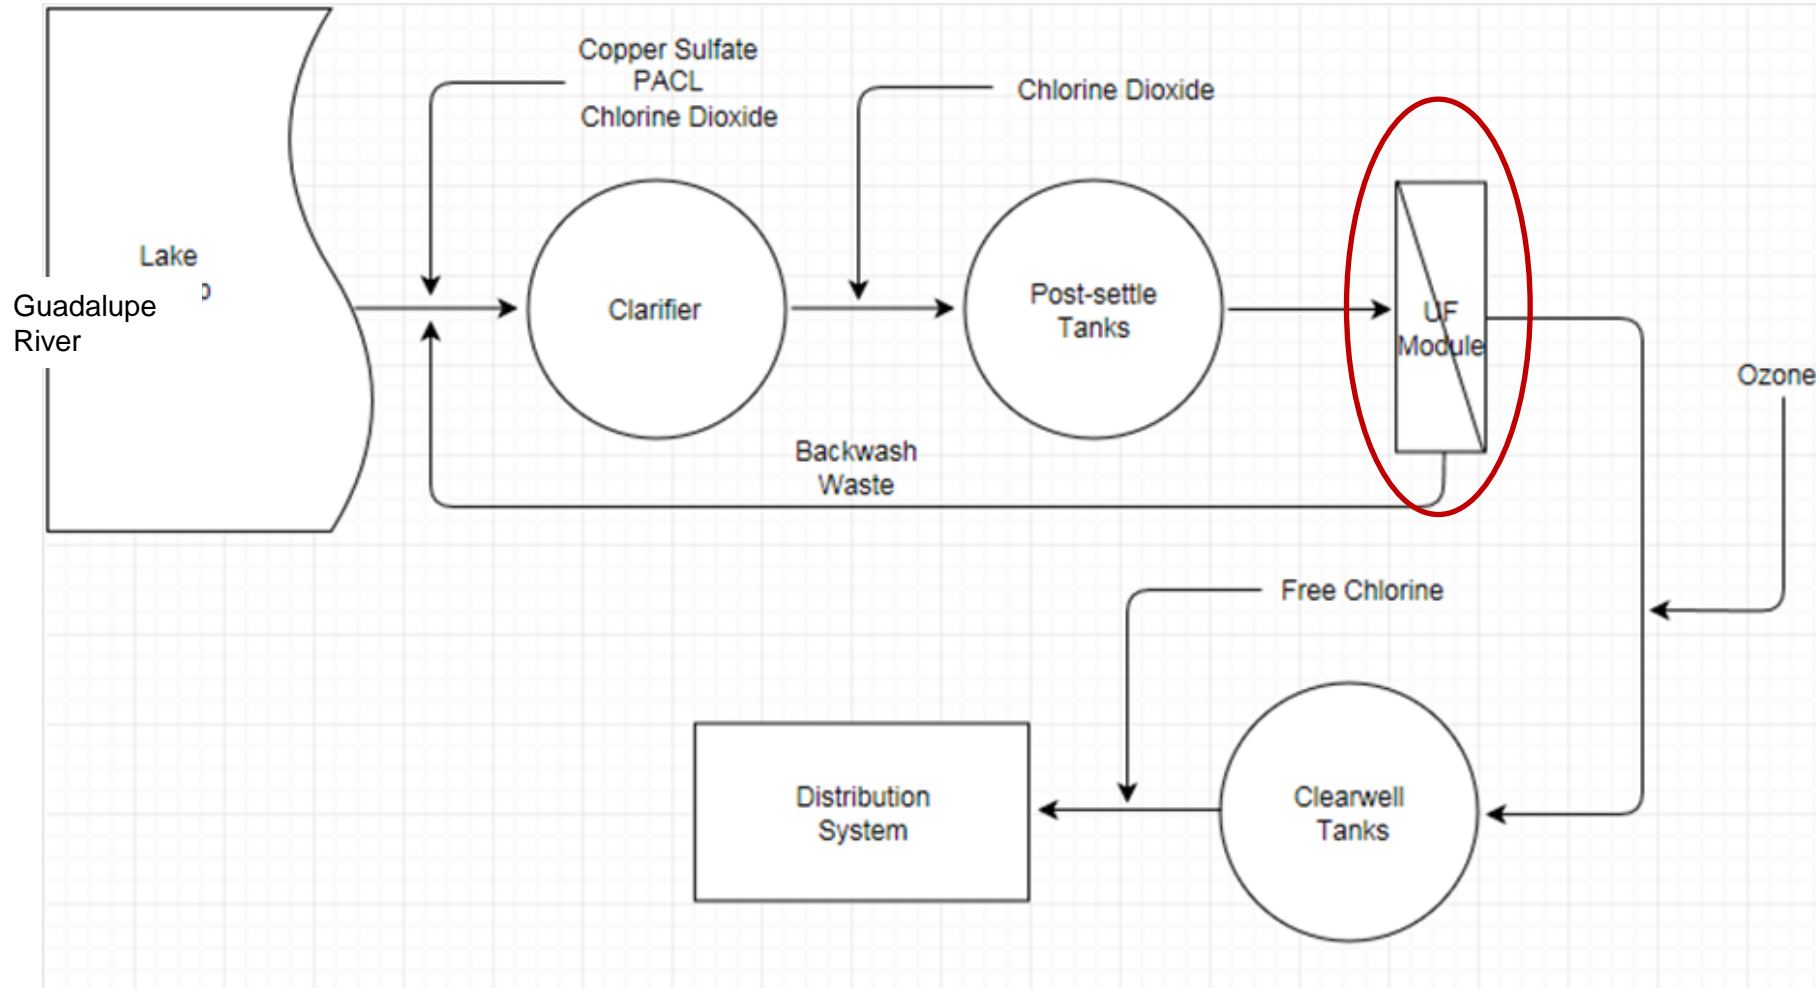 Copper Sulfate
PACL
Chlorine Dioxide
Chlorine Dioxide
Lake
Guadalupe
River
Clarifier
Post-settle
Tanks
UF
Module
Ozone
Backwash
Waste
Free Chlorine
Distribution
System
Clearwell
Tanks